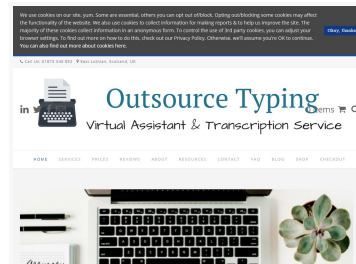 We use cookies on our site, yum. Some are essential, others you can opt out of/block. Opting out/blocking some cookies may affect
the functionality of the website. We also use cookies to collect information for making reports & to help us improve the site. The
majority of these cookies collect information in an anonymous form. To control the use of 3rd party cookies, you can adjust your
browser settings. To find out more on how to do this, check out our Privacy Policy. Otherwise, we'll assume you're OK to continue.
You can also find out more about cookies here.
Okay, thanks
Call Us: 01875 340 892 East Lothian, Scotland, UK
Outsource Typing
Virtual Assistant & Transcription Service
HOME SERVICES PRICES REVIEWS ABOUT RESOURCES CONTACT FAQ BLOG SHOP CHECKOUT